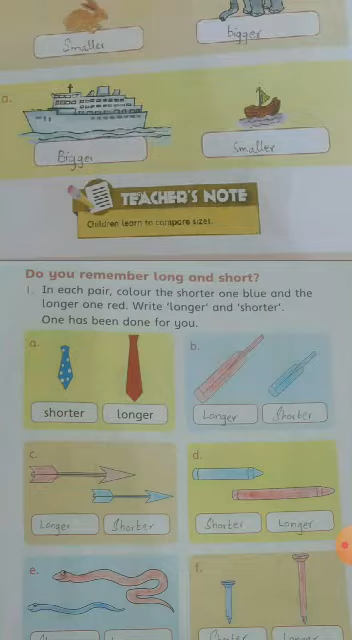 Smaller
bigger
a.
Bigger
Smaller
TEACHER'S NOTE
Children learn to compare sizes.
Do you remember long and short?
1. In each pair, colour the shorter one blue and the
longer one red. Write 'longer' and 'shorter'.
One has been done for you.
a.
b.
shorter longer
Longer Shorter
c.
d.
Longer Shorter
Shorter Longer
e.
f.
Shorter Longer